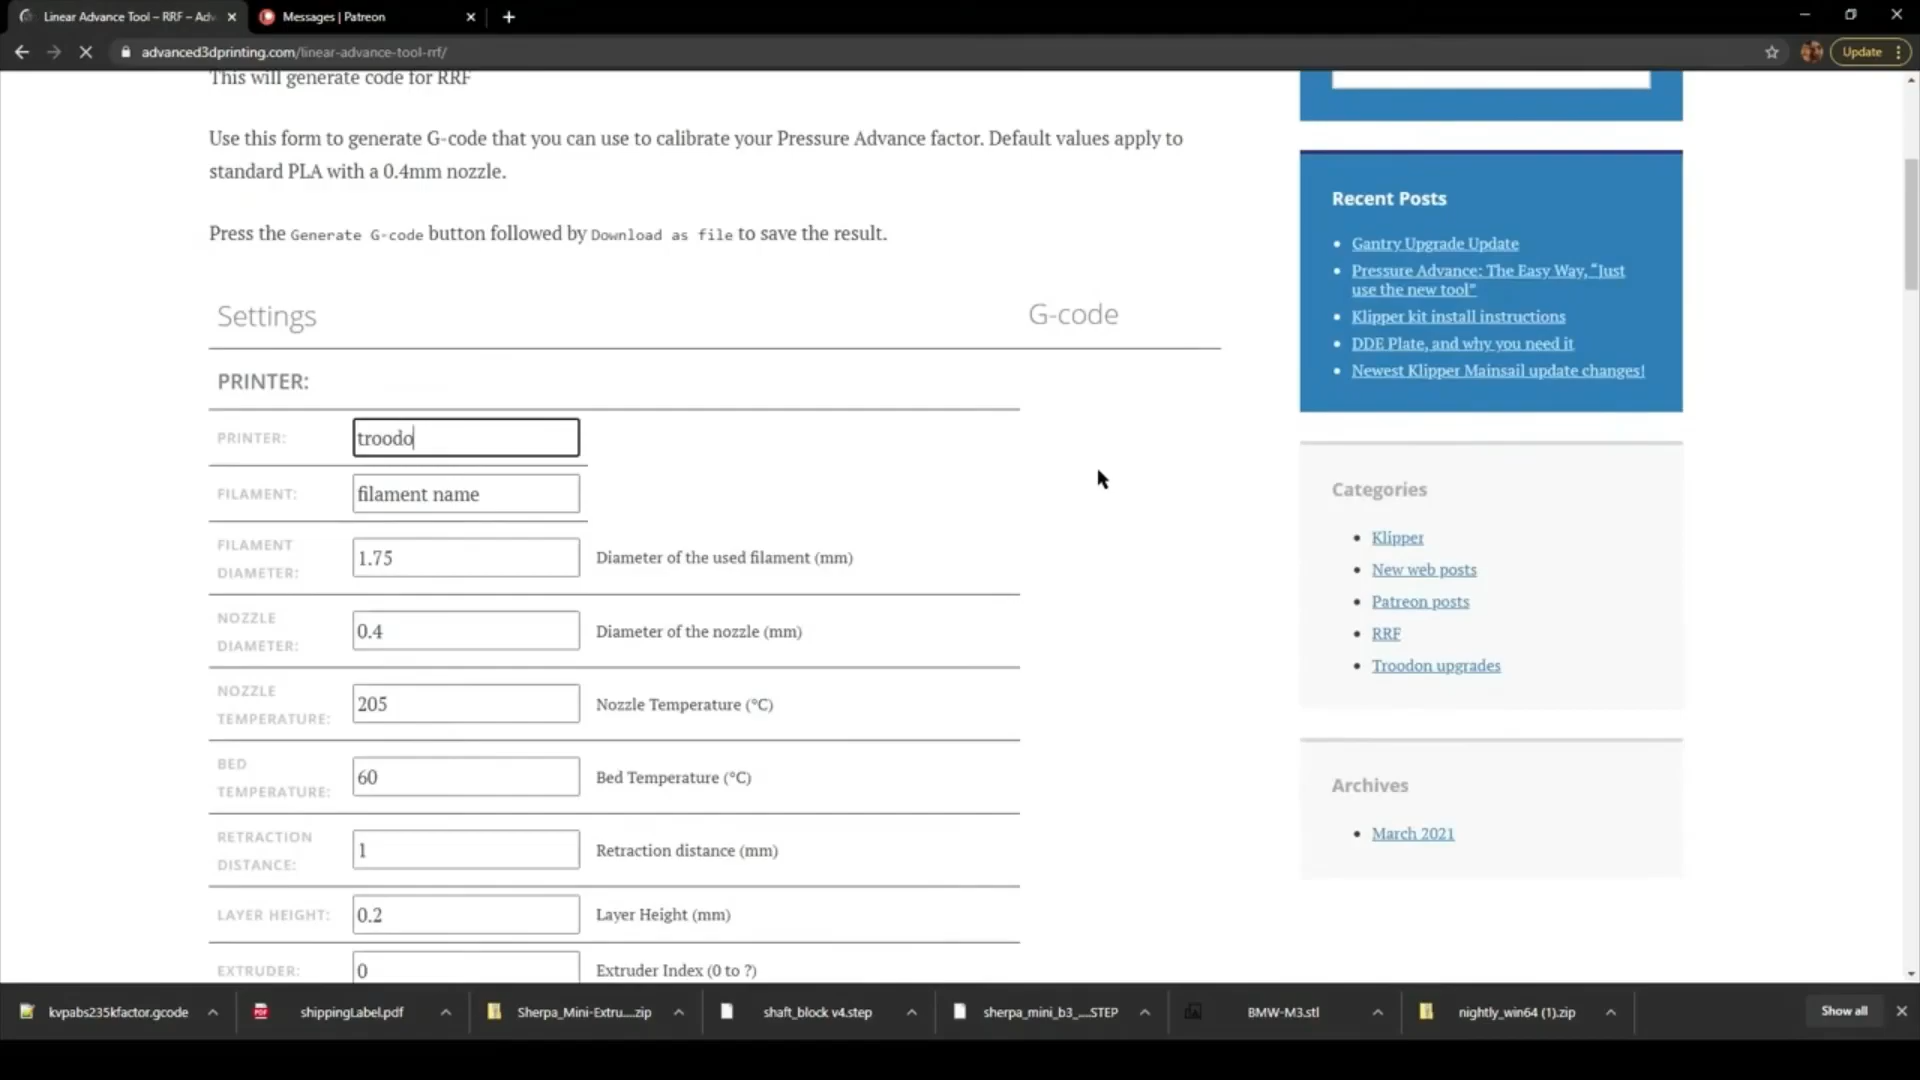 Linear Advance Tool – RRF – Adv
Messages | Patreon
advanced3dprinting.com/linear-advance-tool-rrf/
Update
This will generate code for RRF
Use this form to generate G-code that you can use to calibrate your Pressure Advance factor. Default values apply to
standard PLA with a 0.4mm nozzle.
Press the Generate G-code button followed by Download as file to save the result.
Settings
G-code
PRINTER:
PRINTER:
troodo
FILAMENT:
filament name
FILAMENT
DIAMETER:
1.75
Diameter of the used filament (mm)
NOZZLE
DIAMETER:
0.4
Diameter of the nozzle (mm)
NOZZLE
TEMPERATURE:
205
Nozzle Temperature (°C)
BED
TEMPERATURE:
60
Bed Temperature (°C)
RETRACTION
DISTANCE:
1
Retraction distance (mm)
LAYER HEIGHT:
0.2
Layer Height (mm)
EXTRUDER:
0
Extruder Index (0 to ?)
Recent Posts
Gantry Upgrade Update
Pressure Advance: The Easy Way, “Just
use the new tool”
Klipper kit install instructions
DDE Plate, and why you need it
Newest Klipper Mainsail update changes!
Categories
Klipper
New web posts
Patreon posts
RRF
Troodon upgrades
Archives
March 2021
kvpabs235kfactor.gcode
shippingLabel.pdf
Sherpa_Mini-Extru....zip
shaft_block v4.step
sherpa_mini_b3_....STEP
BMW-M3.stl
nightly_win64 (1).zip
Show all